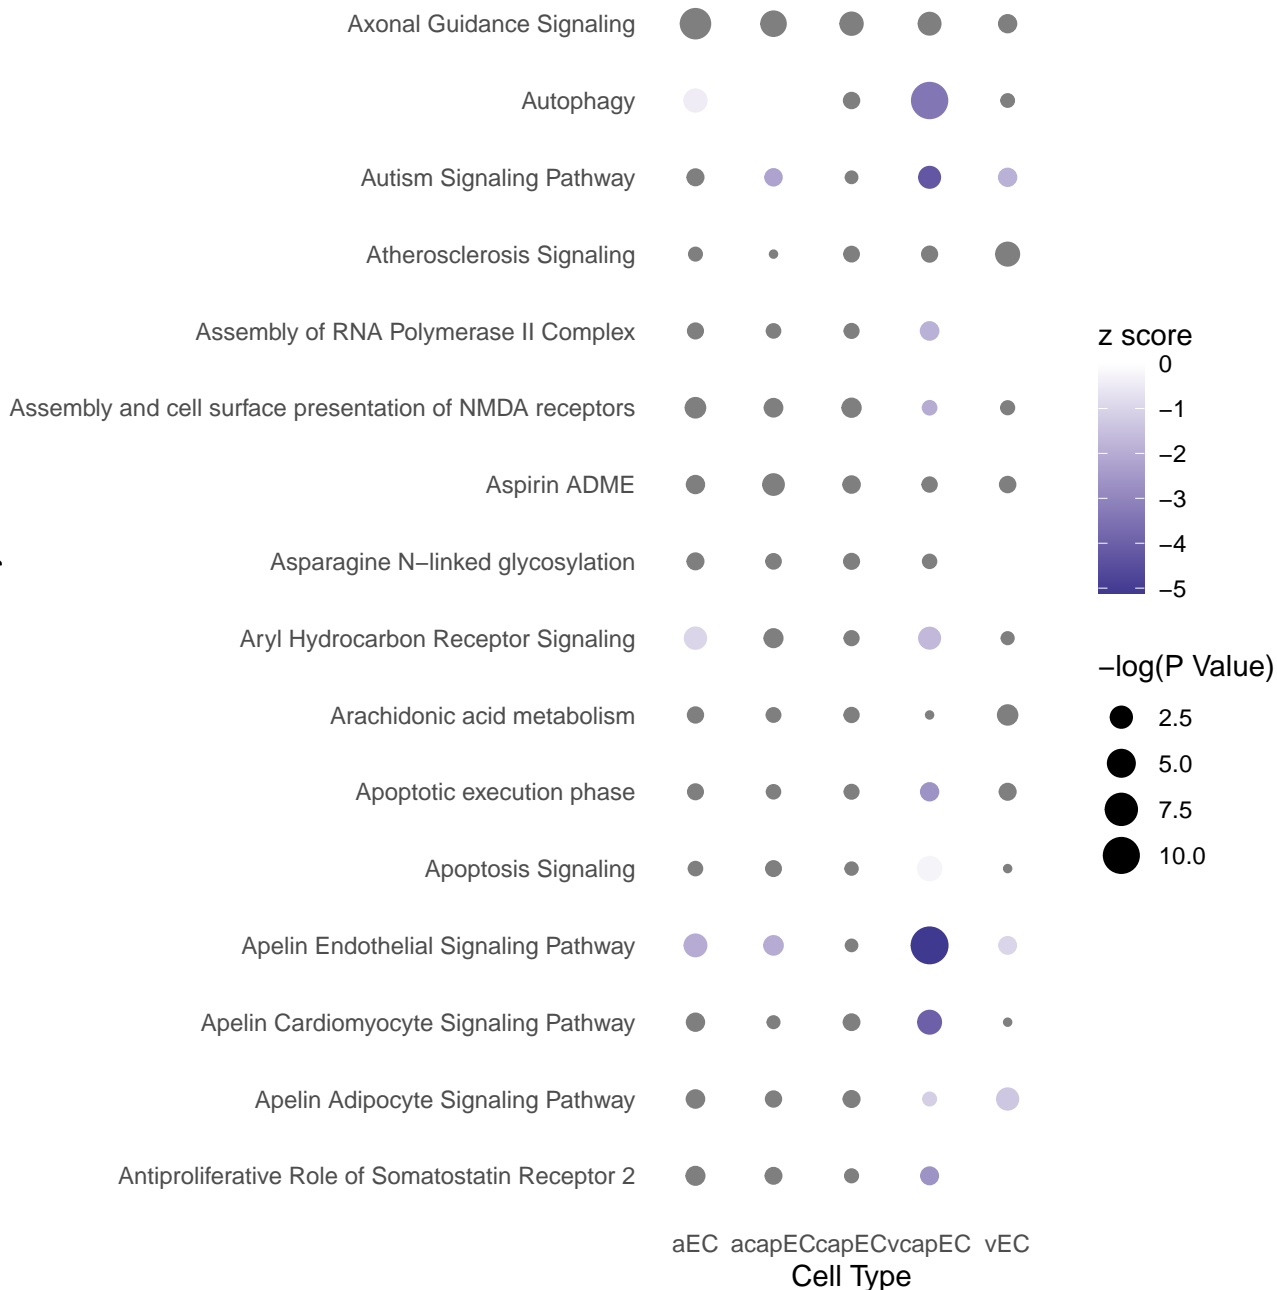 Axonal Guidance Signaling
Autophagy
Autism Signaling Pathway
Atherosclerosis Signaling
Assembly of RNA Polymerase II Complex
Assembly and cell surface presentation of NMDA receptors
Aspirin ADME
Asparagine N−linked glycosylation
Aryl Hydrocarbon Receptor Signaling
Arachidonic acid metabolism
Apoptotic execution phase
Apoptosis Signaling
Apelin Endothelial Signaling Pathway
Apelin Cardiomyocyte Signaling Pathway
Apelin Adipocyte Signaling Pathway
Antiproliferative Role of Somatostatin Receptor 2
aEC acapEC capEC vcapEC vEC
Cell Type
z score
0
−1
−2
−3
−4
−5
−log(P Value)
2.5
5.0
7.5
10.0